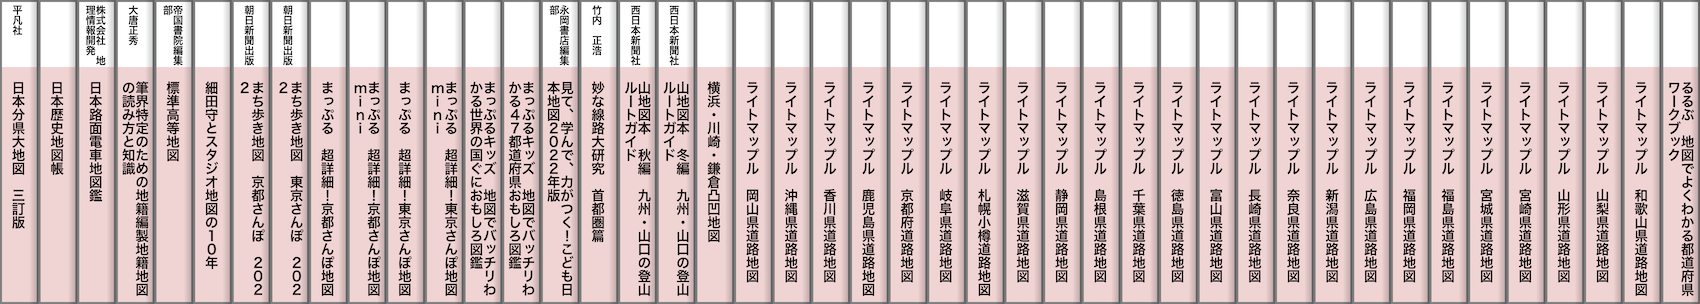 平凡社
日本分県大地図 三訂版
日本歴史地図帳
株式会社 地
理情報開発
日本路面電車地図鑑
大唐正秀
筆界特定のための地籍編製地籍地図
の読み方と知識
帝国書院編集
部
標準高等地図
細田守とスタジオ地図の10年
朝日新聞出版
まち歩き地図 京都さんぽ 202
2
朝日新聞出版
まち歩き地図 東京さんぽ 202
2
まっぷる 超詳細!京都さんぽ地図
まっぷる 超詳細!京都さんぽ地図
mini
まっぷる 超詳細!東京さんぽ地図
まっぷる 超詳細!東京さんぽ地図
mini
まっぷるキッズ 地図でバッチリわ
かる世界の国ぐにおもしろ図鑑
まっぷるキッズ 地図でバッチリわ
かる47都道府県おもしろ図鑑
永岡書店編集
部
見て、学んで、力がつく!こども日
本地図2022年版
竹内 正浩
妙な線路大研究 首都圏篇
西日本新聞社
山地図本 秋編 九州・山口の登山
ルートガイド
西日本新聞社
山地図本 冬編 九州・山口の登山
ルートガイド
横浜・川崎・鎌倉凸凹地図
ライトマップル 岡山県道路地図
ライトマップル 沖縄県道路地図
ライトマップル 香川県道路地図
ライトマップル 鹿児島県道路地図
ライトマップル 京都府道路地図
ライトマップル 岐阜県道路地図
ライトマップル 札幌小樽道路地図
ライトマップル 滋賀県道路地図
ライトマップル 静岡県道路地図
ライトマップル 島根県道路地図
ライトマップル 千葉県道路地図
ライトマップル 徳島県道路地図
ライトマップル 富山県道路地図
ライトマップル 長崎県道路地図
ライトマップル 奈良県道路地図
ライトマップル 新潟県道路地図
ライトマップル 広島県道路地図
ライトマップル 福岡県道路地図
ライトマップル 福島県道路地図
ライトマップル 宮城県道路地図
ライトマップル 宮崎県道路地図
ライトマップル 山形県道路地図
ライトマップル 山梨県道路地図
ライトマップル 和歌山県道路地図
るるぶ 地図でよくわかる都道府県
ワークブック